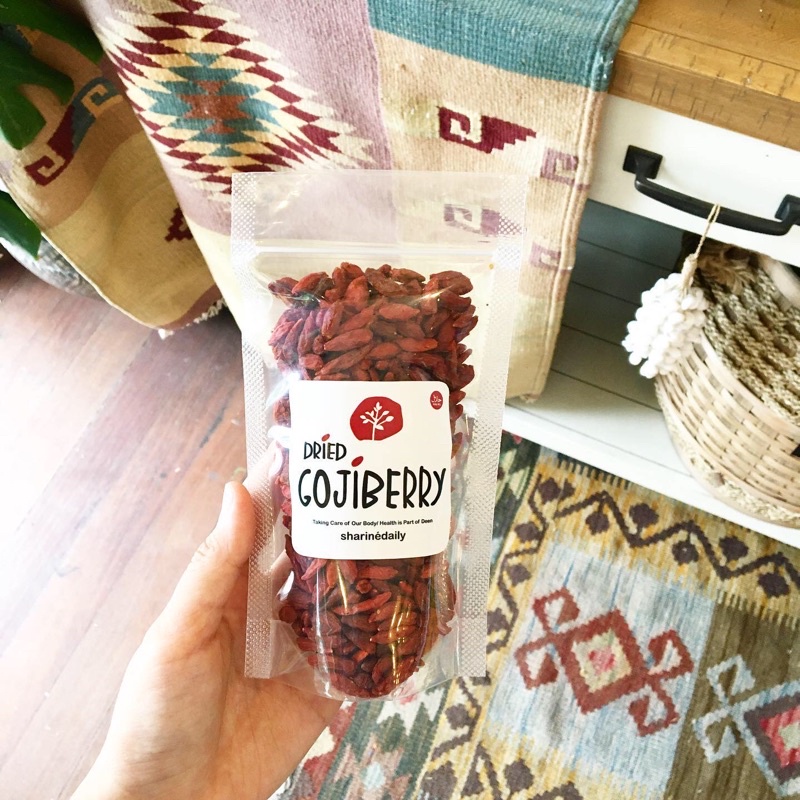 DRiED
GOJiBERRY
Taking Care of Our Body/ Health is Part of Deen
sharinédaily